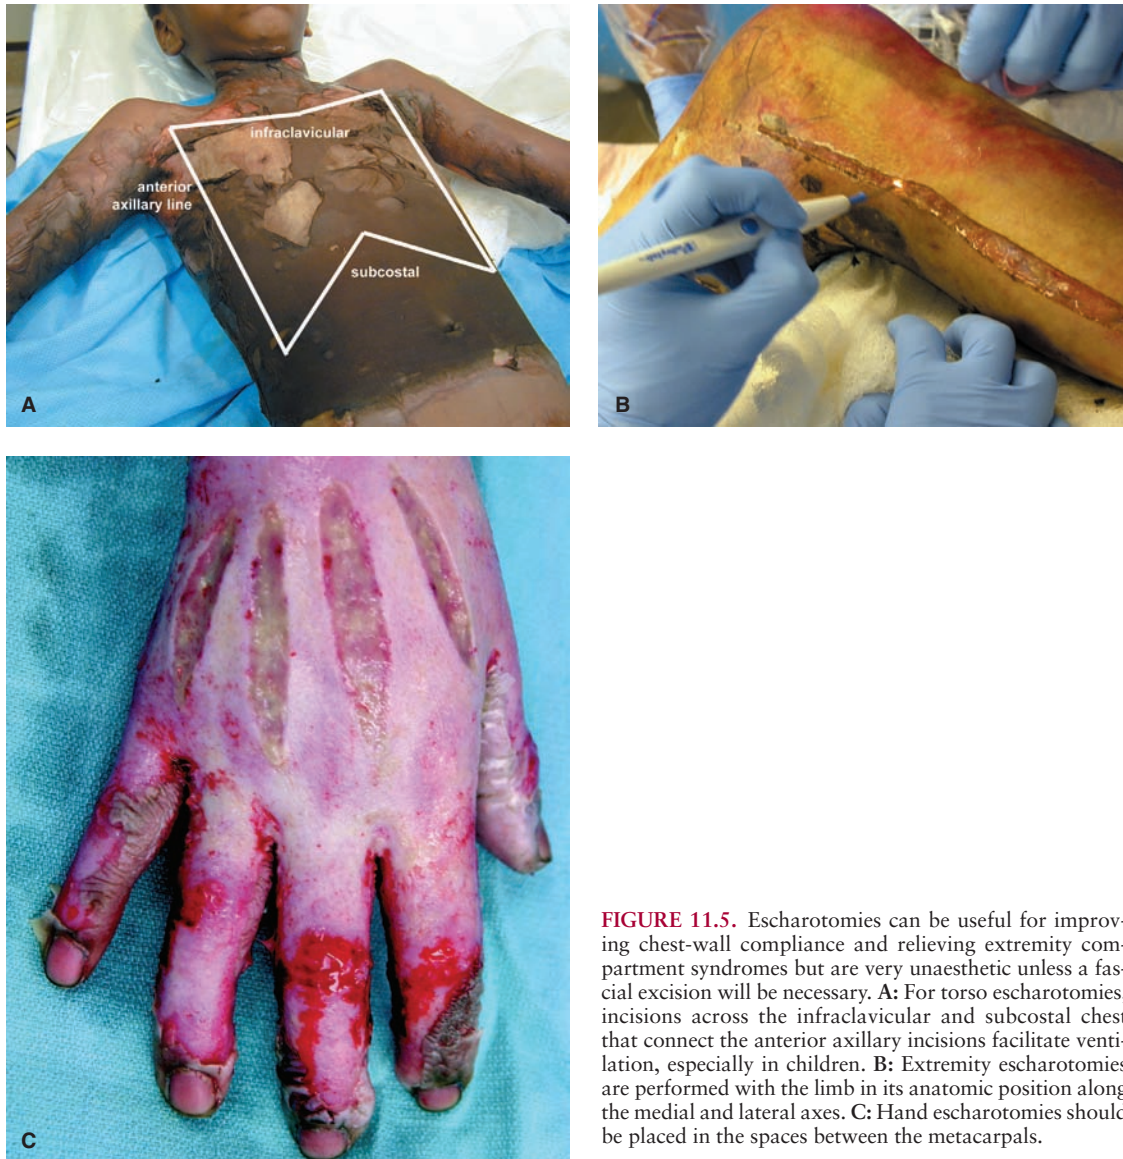 infraclavicular
anterior
axillary line
subcostal
A
B
C
FIGURE 11.5. Escharotomies can be useful for improv-
ing chest-wall compliance and relieving extremity com-
partment syndromes but are very unaesthetic unless a fas-
cial excision will be necessary. A: For torso escharotomies,
incisions across the infraclavicular and subcostal chest
that connect the anterior axillary incisions facilitate venti-
lation, especially in children. B: Extremity escharotomies
are performed with the limb in its anatomic position along
the medial and lateral axes. C: Hand escharotomies should
be placed in the spaces between the metacarpals.